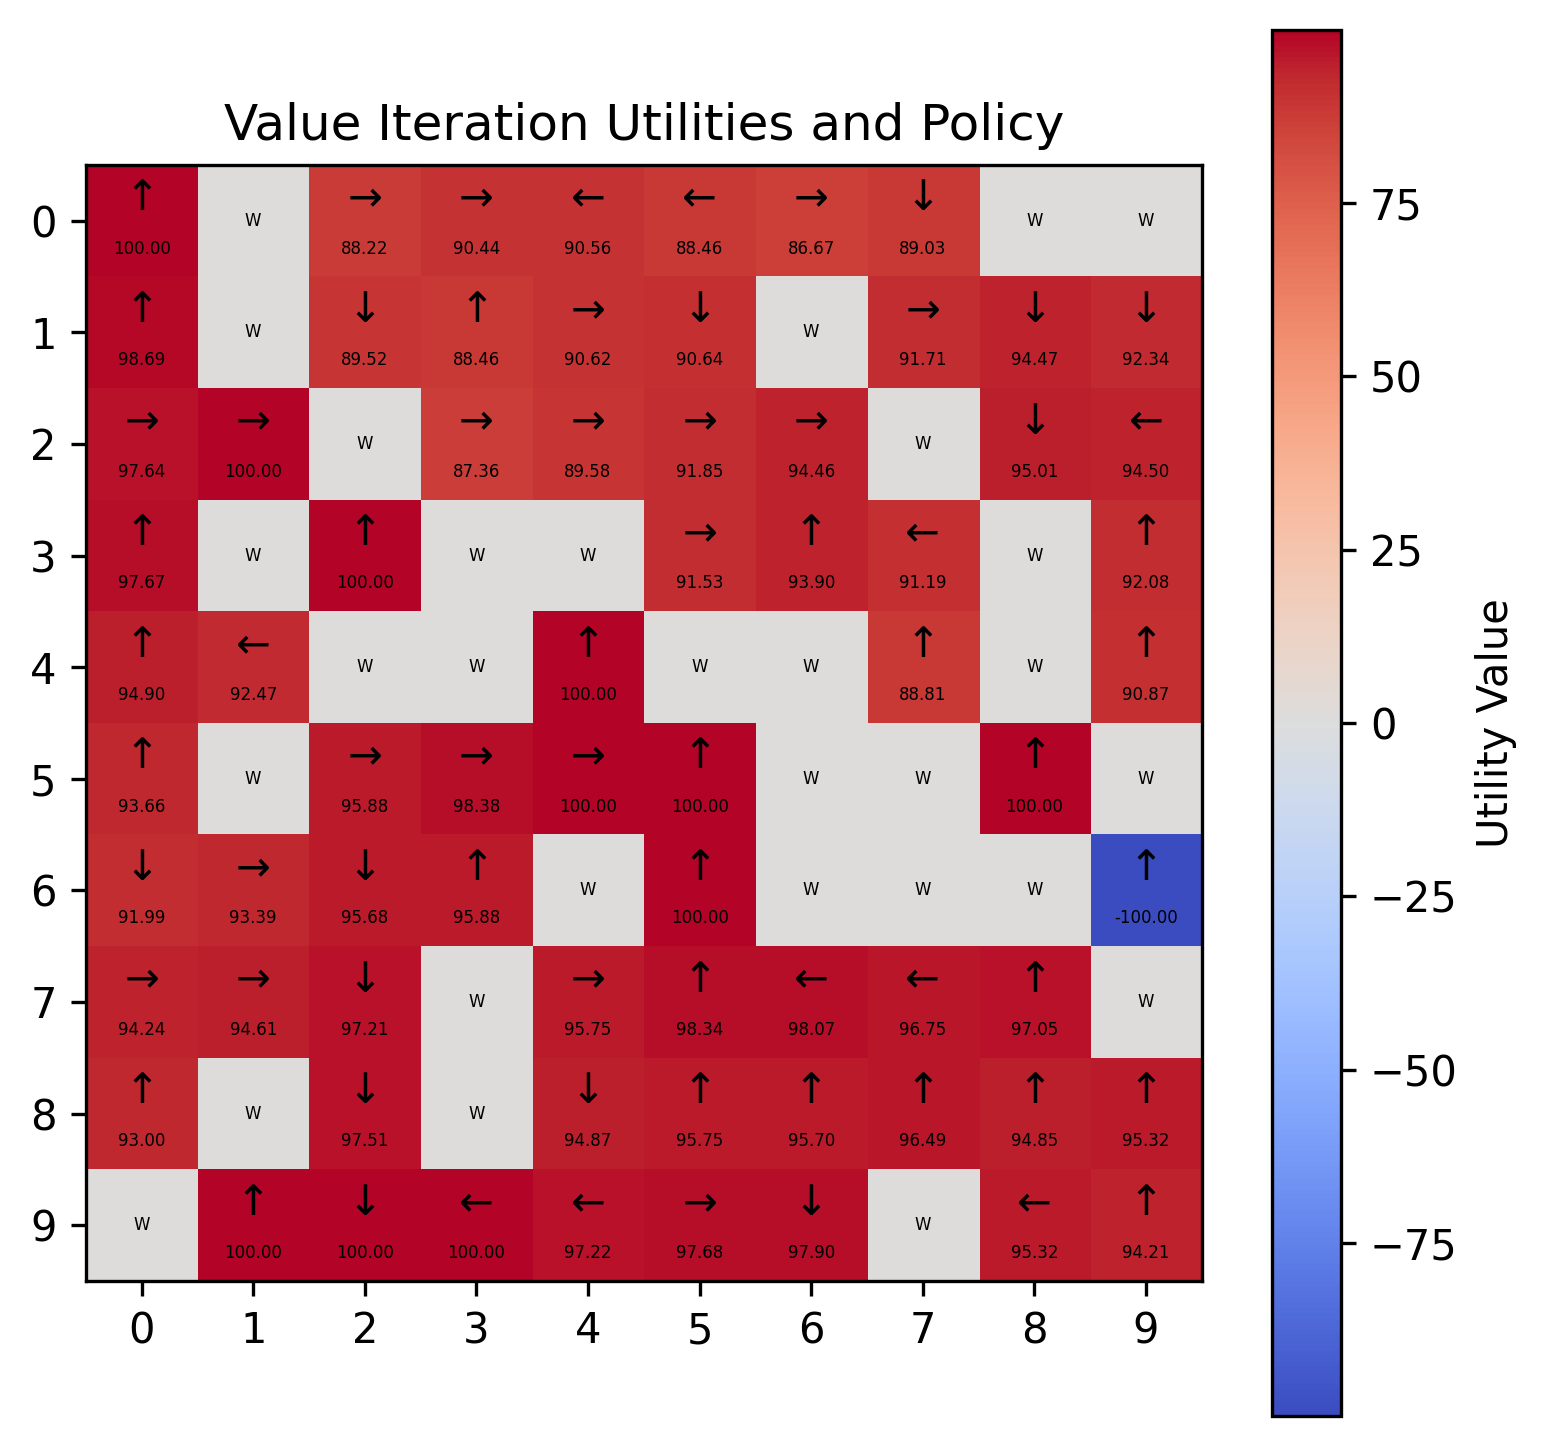 Value Iteration Utilities and Policy
0 ↑ W → → ← ← → ↓ W W
100.00 88.22 90.44 90.56 88.46 86.67 89.03
1 ↑ W ↓ ↑ → ↓ W → ↓ ↓
98.69 89.52 88.46 90.62 90.64 91.71 94.47 92.34
2 → → W → → → → W ↓ ←
97.64 100.00 87.36 89.58 91.85 94.46 95.01 94.50
3 ↑ W ↑ W W → ↑ ← W ↑
97.67 100.00 91.53 93.90 91.19 92.08
4 ↑ ← W W ↑ W W ↑ W ↑
94.90 92.47 100.00 88.81 90.87
5 ↑ W → → → ↑ W W ↑ W
93.66 95.88 98.38 100.00 100.00 100.00
6 ↓ → ↓ ↑ W ↑ W W W ↑
91.99 93.39 95.68 95.88 100.00 -100.00
7 → → ↓ W → ↑ ← ← ↑ W
94.24 94.61 97.21 95.75 98.34 98.07 96.75 97.05
8 ↑ W ↓ W ↓ ↑ ↑ ↑ ↑ ↑
93.00 97.51 94.87 95.75 95.70 96.49 94.85 95.32
9 W ↑ ↓ ← ← → ↓ W ← ↑
100.00 100.00 100.00 97.22 97.68 97.90 95.32 94.21
0 1 2 3 4 5 6 7 8 9
75
50
25
0
−25
−50
−75
Utility Value